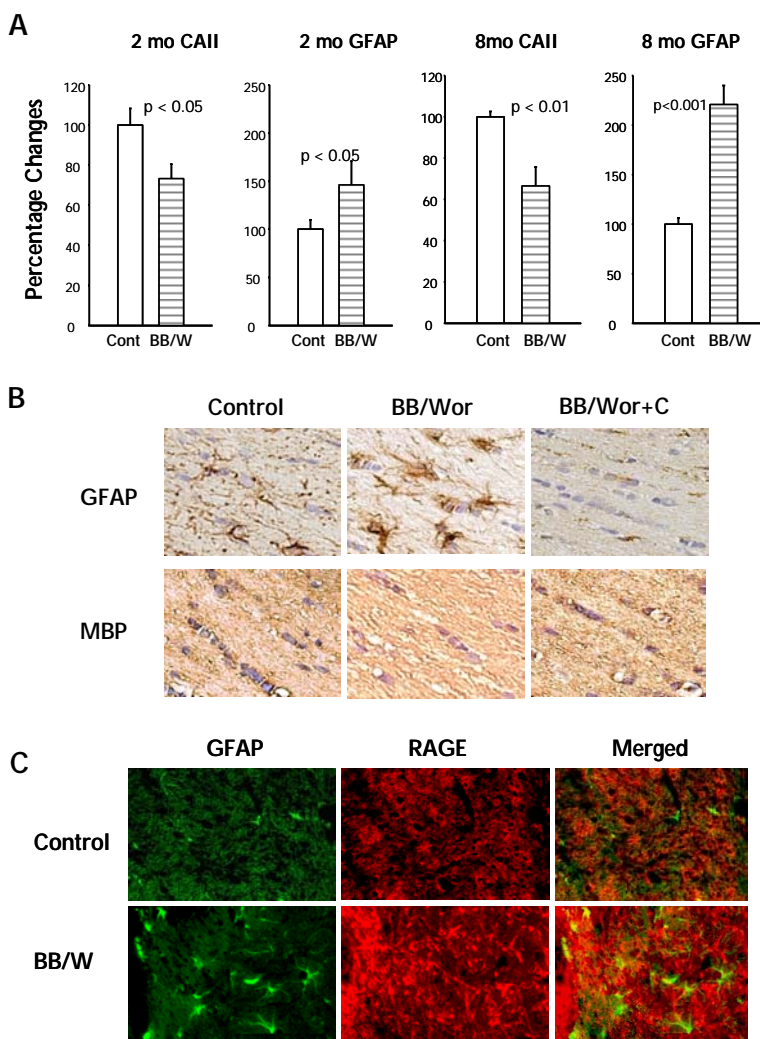 A
2 mo CAII 2 mo GFAP 8mo CAII 8 mo GFAP
Percentage Changes
120
100
80
60
40
20
0
p < 0.05
Cont BB/W
250
200
150
100
50
0
p < 0.05
Cont BB/W
120
100
80
60
40
20
0
p < 0.01
Cont BB/W
250
200
150
100
50
0
p<0.001
Cont BB/W
B
Control BB/Wor BB/Wor+C
GFAP
MBP
C
GFAP RAGE Merged
Control
BB/W